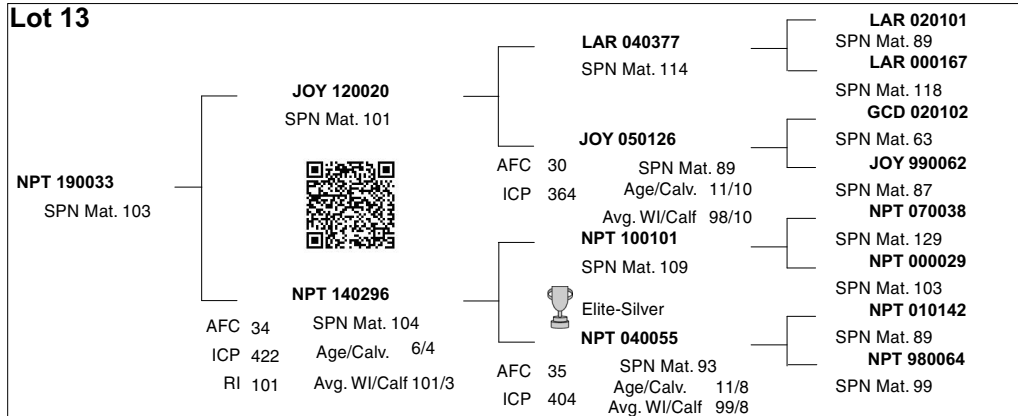 Lot 13
NPT 190033
SPN Mat. 103
JOY 120020
SPN Mat. 101
NPT 140296
AFC 34 SPN Mat. 104
ICP 422 Age/Calv. 6/4
RI 101 Avg. WI/Calf 101/3
LAR 040377
SPN Mat. 114
JOY 050126
AFC 30 SPN Mat. 89
ICP 364 Age/Calv. 11/10
Avg. WI/Calf 98/10
NPT 100101
SPN Mat. 109
Elite-Silver
NPT 040055
AFC 35 SPN Mat. 93
ICP 404 Age/Calv. 11/8
Avg. WI/Calf 99/8
LAR 020101
SPN Mat. 89
LAR 000167
SPN Mat. 118
GCD 020102
SPN Mat. 63
JOY 990062
SPN Mat. 87
NPT 070038
SPN Mat. 129
NPT 000029
SPN Mat. 103
NPT 010142
SPN Mat. 89
NPT 980064
SPN Mat. 99